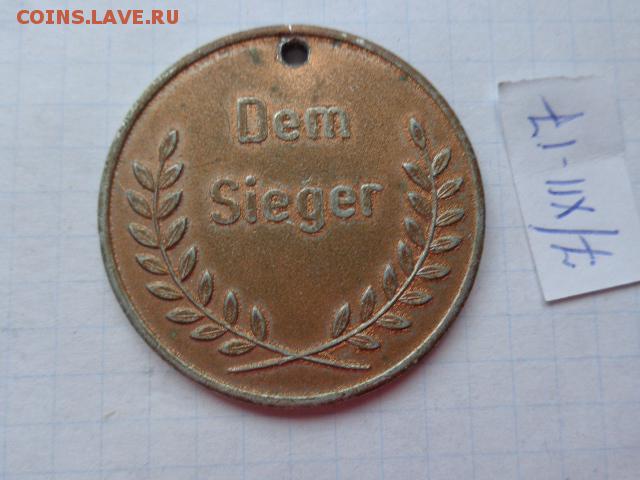 COINS.LAVE.RU
Dem
Sieger
7/XII-17